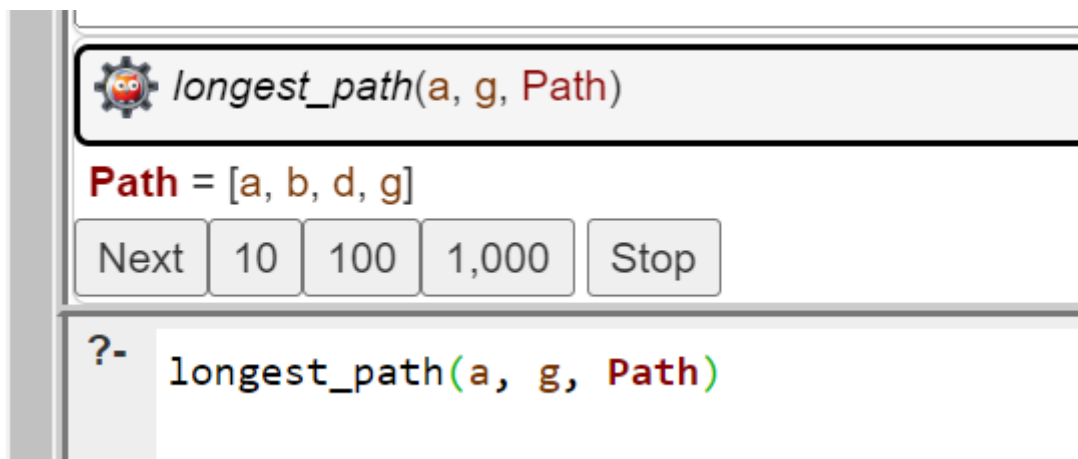 longest_path(a, g, Path)
Path = [a, b, d, g]
Next 10 100 1,000 Stop
?- longest_path(a, g, Path)